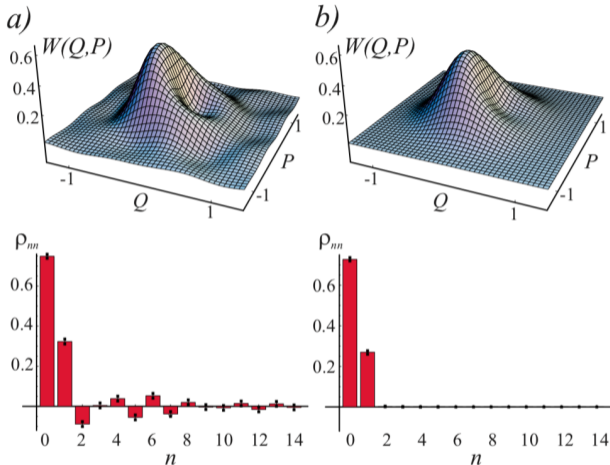 a) b)
W(Q,P) W(Q,P)
0.6 0.6
0.4 0.4
0.2 0.2
1 1
P P
-1 -1 -1 -1
Q Q
1 1
ρnn ρnn
0.6 0.6
0.4 0.4
0.2 0.2
0 2 4 6 8 10 12 14 0 2 4 6 8 10 12 14
n n